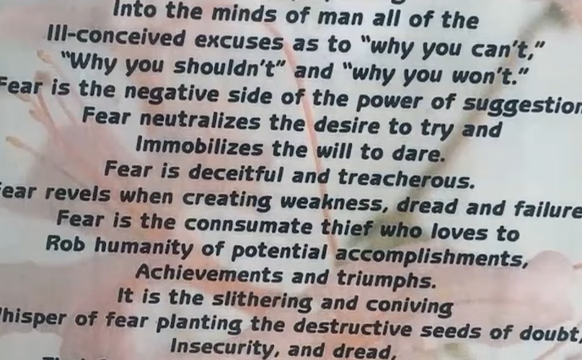 Into the minds of man all of the
Ill-conceived excuses as to "why you can't,"
"Why you shouldn't" and "why you won't."
Fear is the negative side of the power of suggestion
Fear neutralizes the desire to try and
Immobilizes the will to dare.
Fear is deceitful and treacherous.
Fear revels when creating weakness, dread and failure
Fear is the connsumate thief who loves to
Rob humanity of potential accomplishments,
Achievements and triumphs.
It is the slithering and coniving
Whisper of fear planting the destructive seeds of doubt,
Insecurity, and dread,